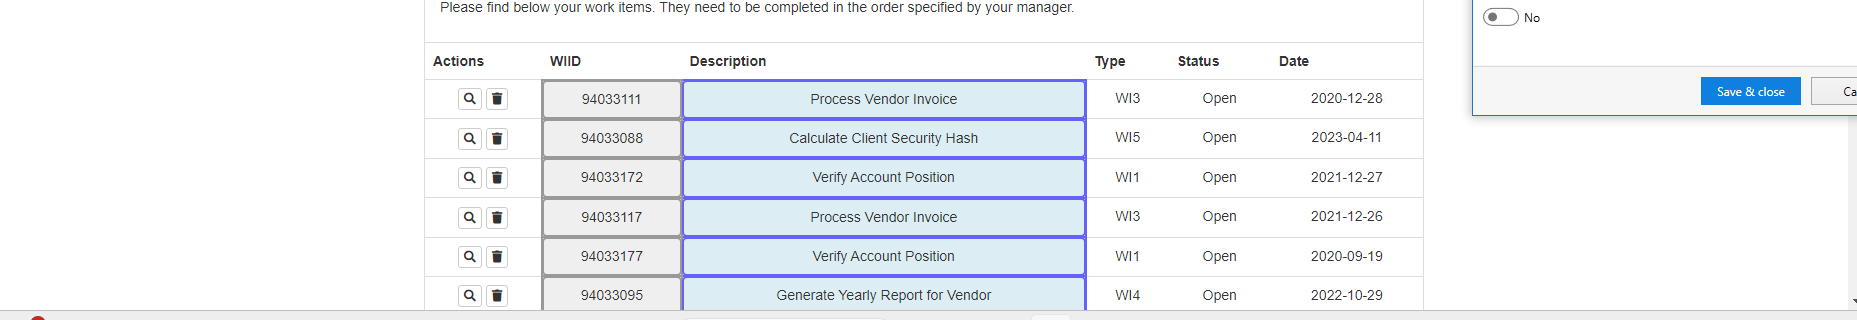 Please find below your work items. They need to be completed in the order specified by your manager.
No
Actions WIID Description Type Status Date
94033111 Process Vendor Invoice WI3 Open 2020-12-28
Save & close Ca
94033088 Calculate Client Security Hash WI5 Open 2023-04-11
94033172 Verify Account Position WI1 Open 2021-12-27
94033117 Process Vendor Invoice WI3 Open 2021-12-26
94033177 Verify Account Position WI1 Open 2020-09-19
94033095 Generate Yearly Report for Vendor WI4 Open 2022-10-29